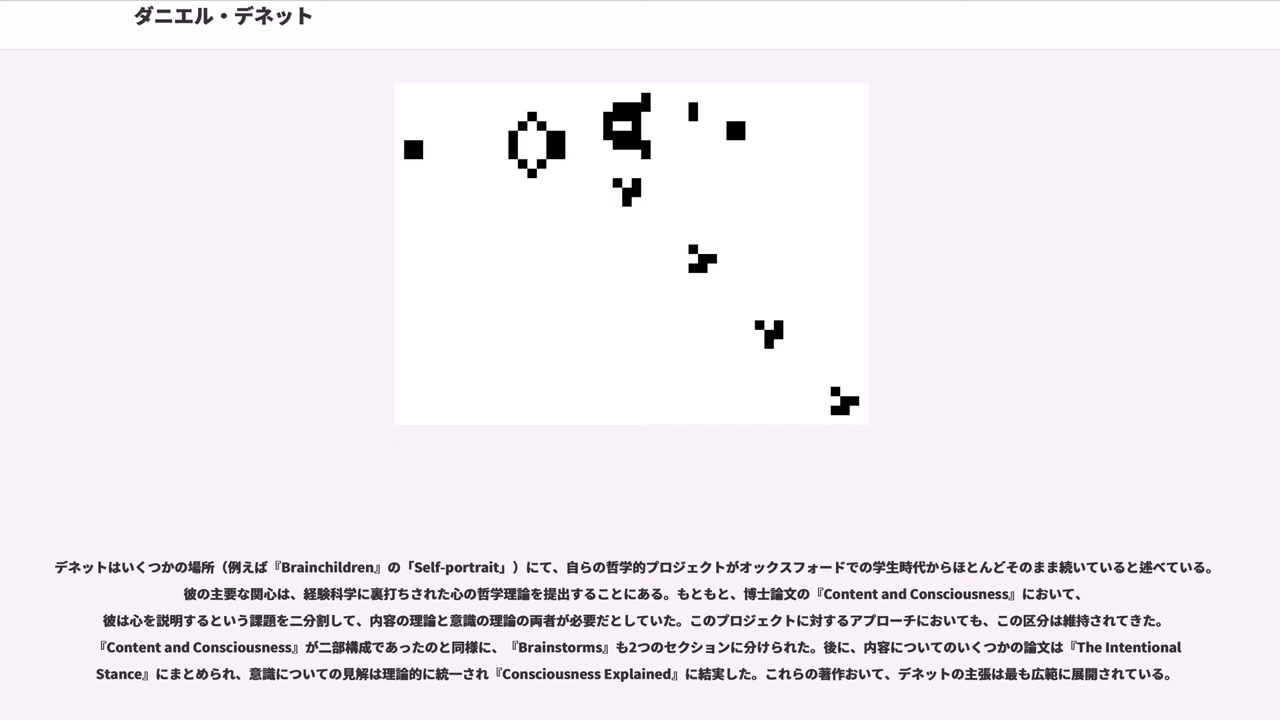 ダニエル・デネット
デネットはいくつかの場所（例えば『Brainchildren』の「Self-portrait」）にて、自らの哲学的プロジェクトがオックスフォードでの学生時代からほとんどそのまま続いていると述べている。
彼の主要な関心は、経験科学に裏打ちされた心の哲学理論を提出することにある。もともと、博士論文の『Content and Consciousness』において、
彼は心を説明するという課題を二分割して、内容の理論と意識の理論の両者が必要だとしていた。このプロジェクトに対するアプローチにおいても、この区分は維持されてきた。
『Content and Consciousness』が二部構成であったのと同様に、『Brainstorms』も2つのセクションに分けられた。後に、内容についてのいくつかの論文は『The Intentional
Stance』にまとめられ、意識についての見解は理論的に統一され『Consciousness Explained』に結実した。これらの著作おいて、デネットの主張は最も広範に展開されている。